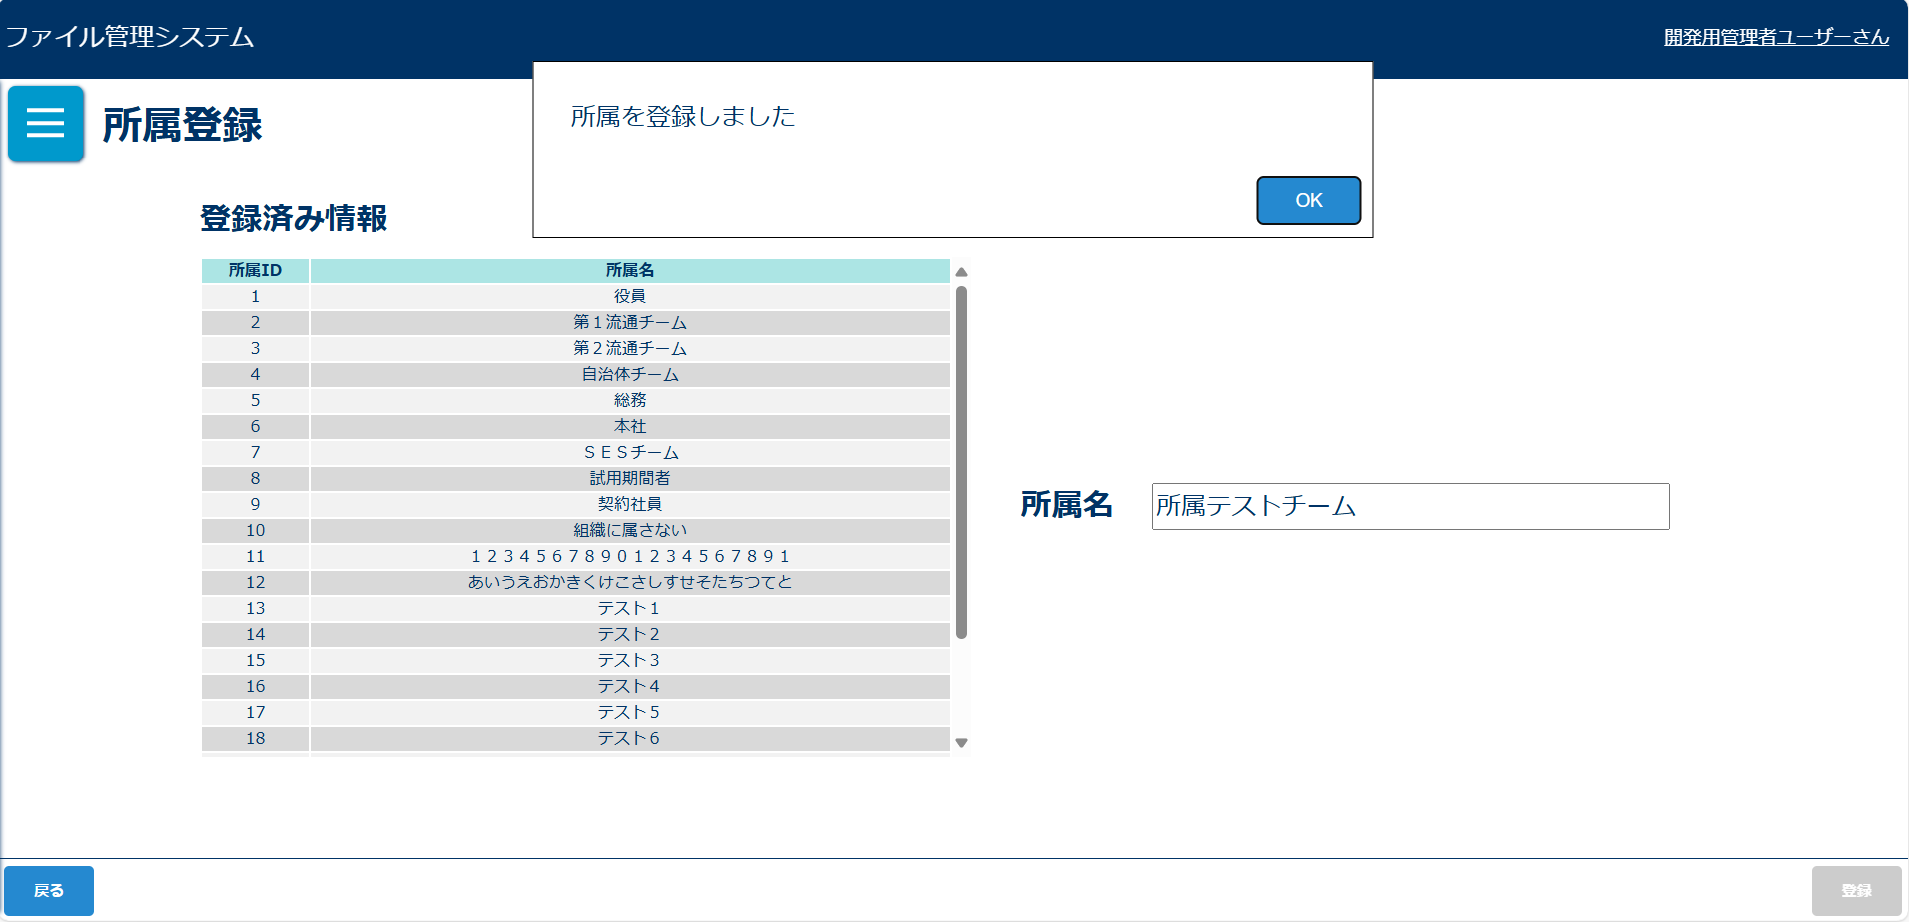 ファイル管理システム
開発用管理者ユーザーさん
所属を登録しました
OK
所属登録
登録済み情報
所属ID 所属名
1 役員
2 第１流通チーム
3 第２流通チーム
4 自治体チーム
5 総務
6 本社
7 ＳＥＳチーム
8 試用期間者
9 契約社員
10 組織に属さない
11 １２３４５６７８９０１２３４５６７８９１
12 あいうえおかきくけこさしすせそたちつてと
13 テスト１
14 テスト２
15 テスト３
16 テスト４
17 テスト５
18 テスト６
所属名 所属テストチーム
戻る
登録